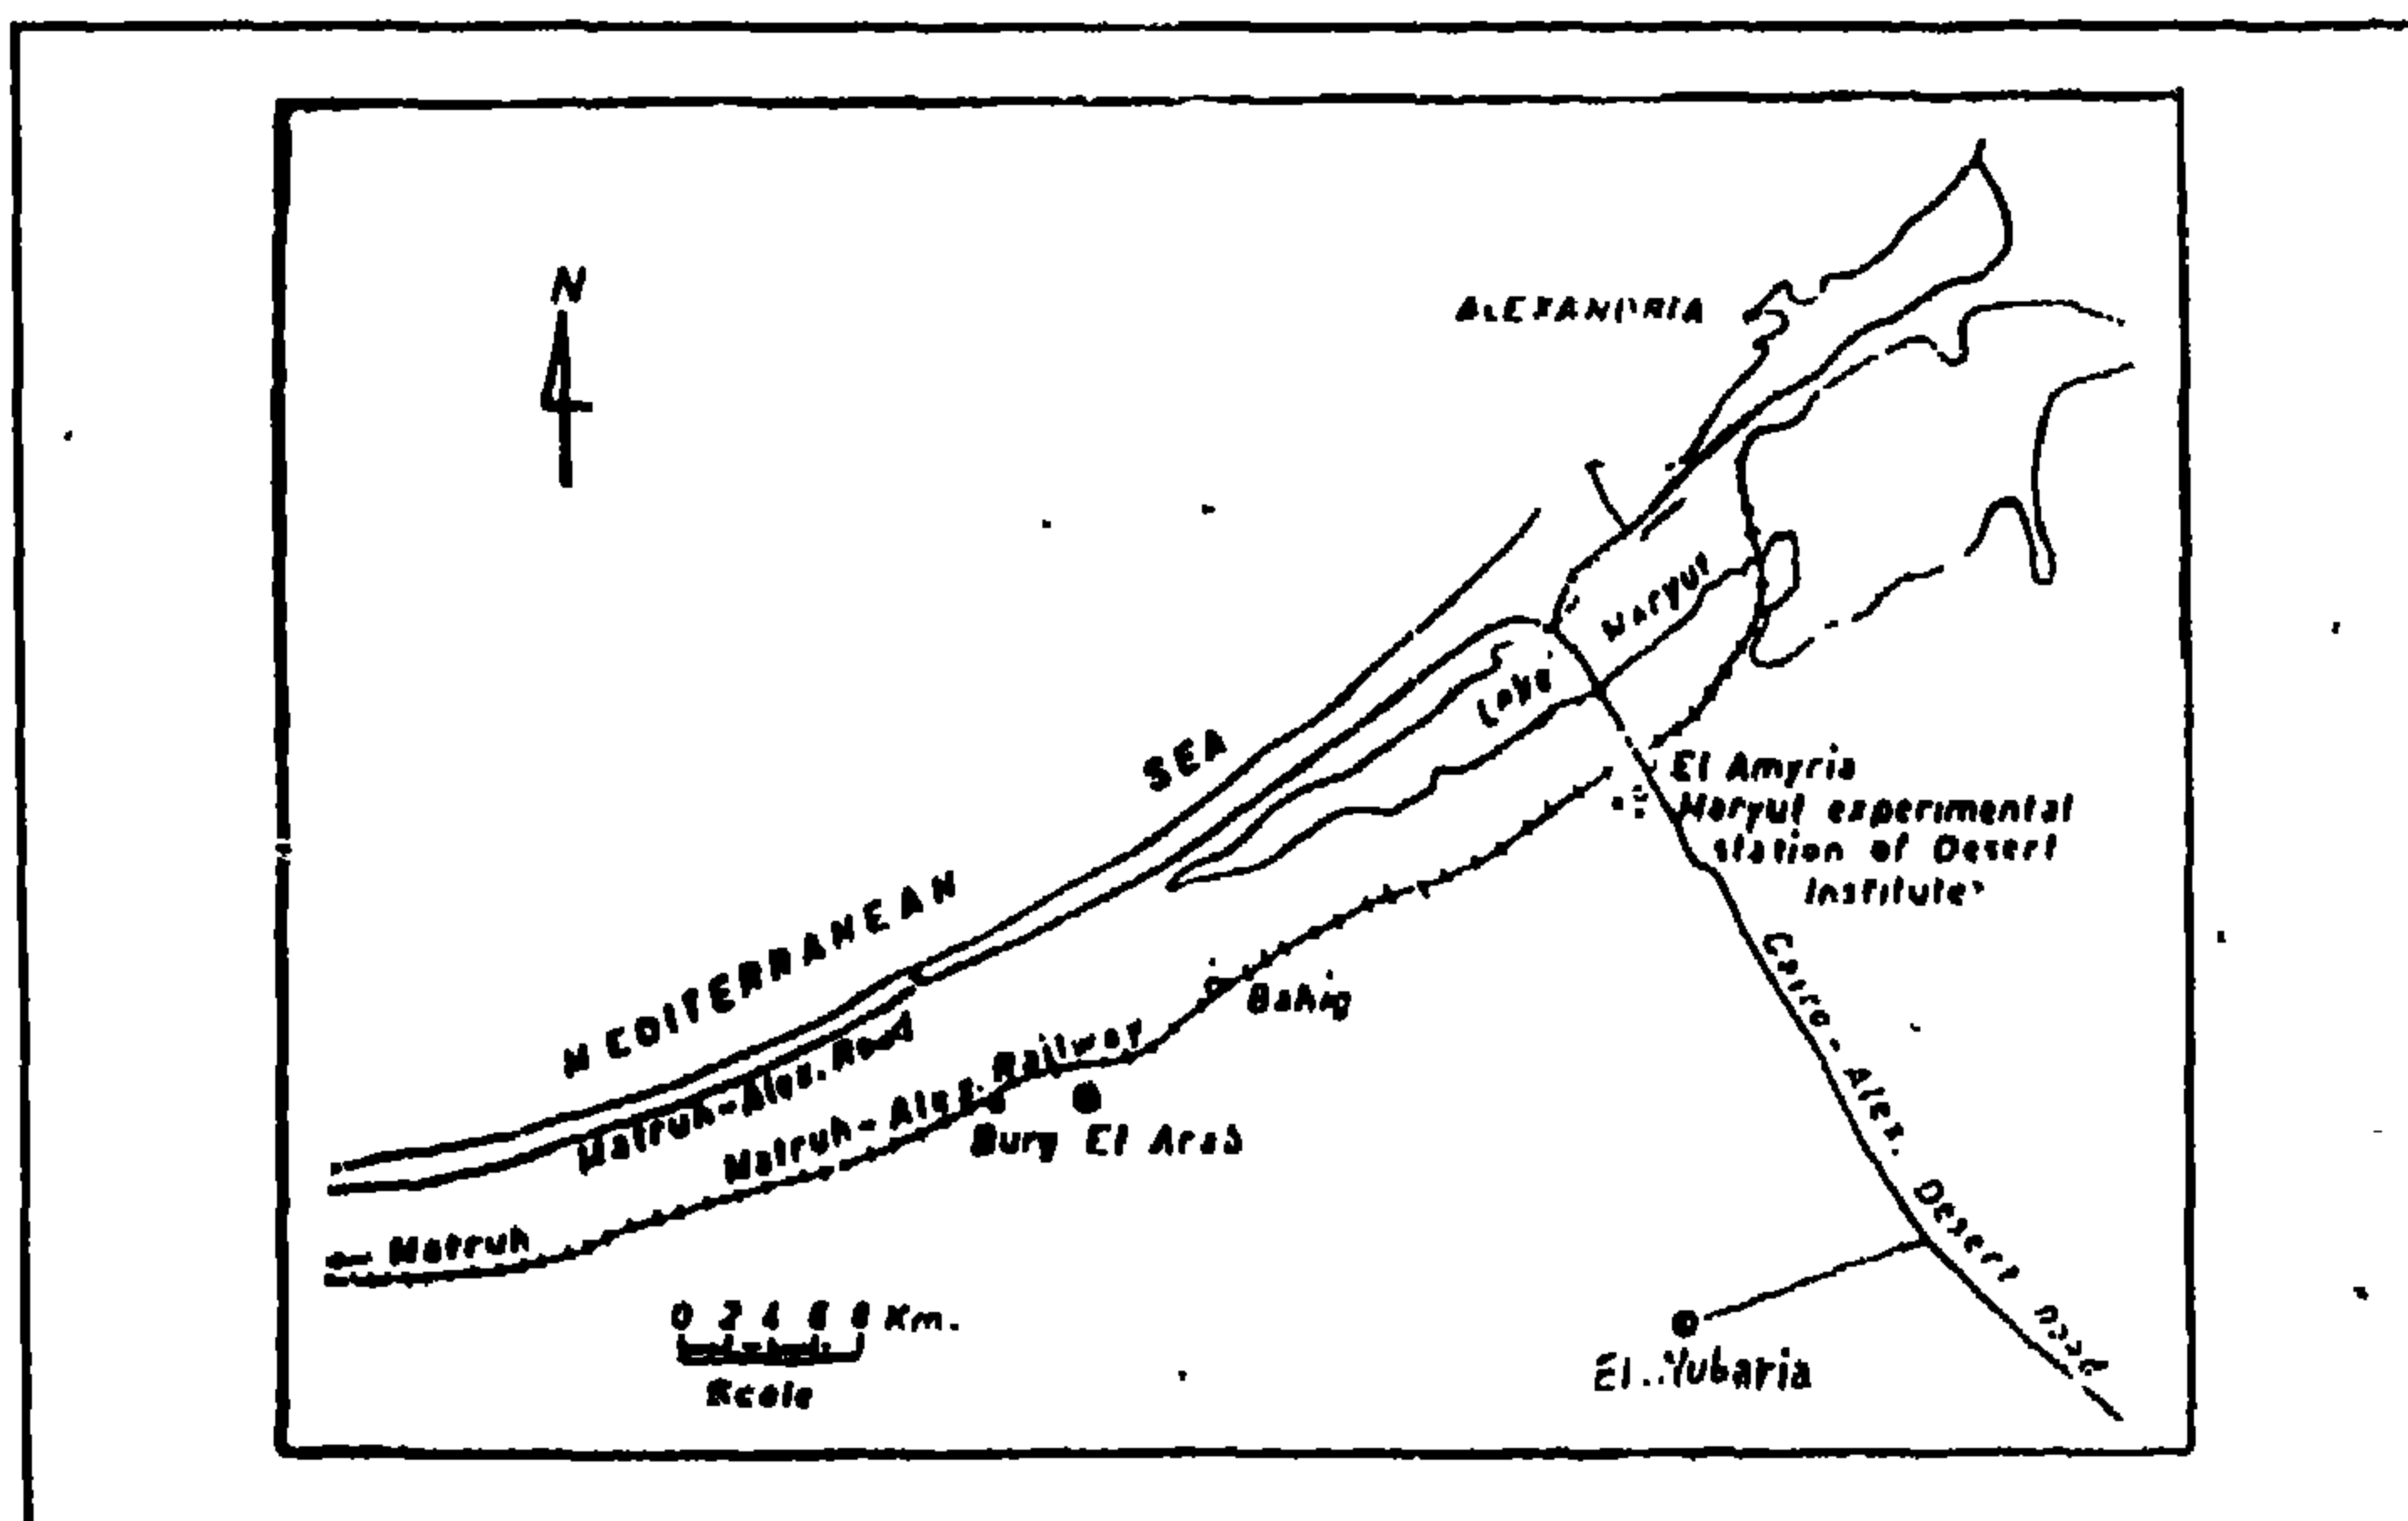 N
ALEXANDRIA
Lake Maryut
MEDITERRANEAN SEA
El Amyria
Maryut experimental
station of Desert
Institute
Bahig
Matruh-Alex. Road
Matruh-Alex. Railway
Burg El Arab
Cairo-Alex. Desert Road
← Matruh
0 2 4 6 8 Km.
Scale
El